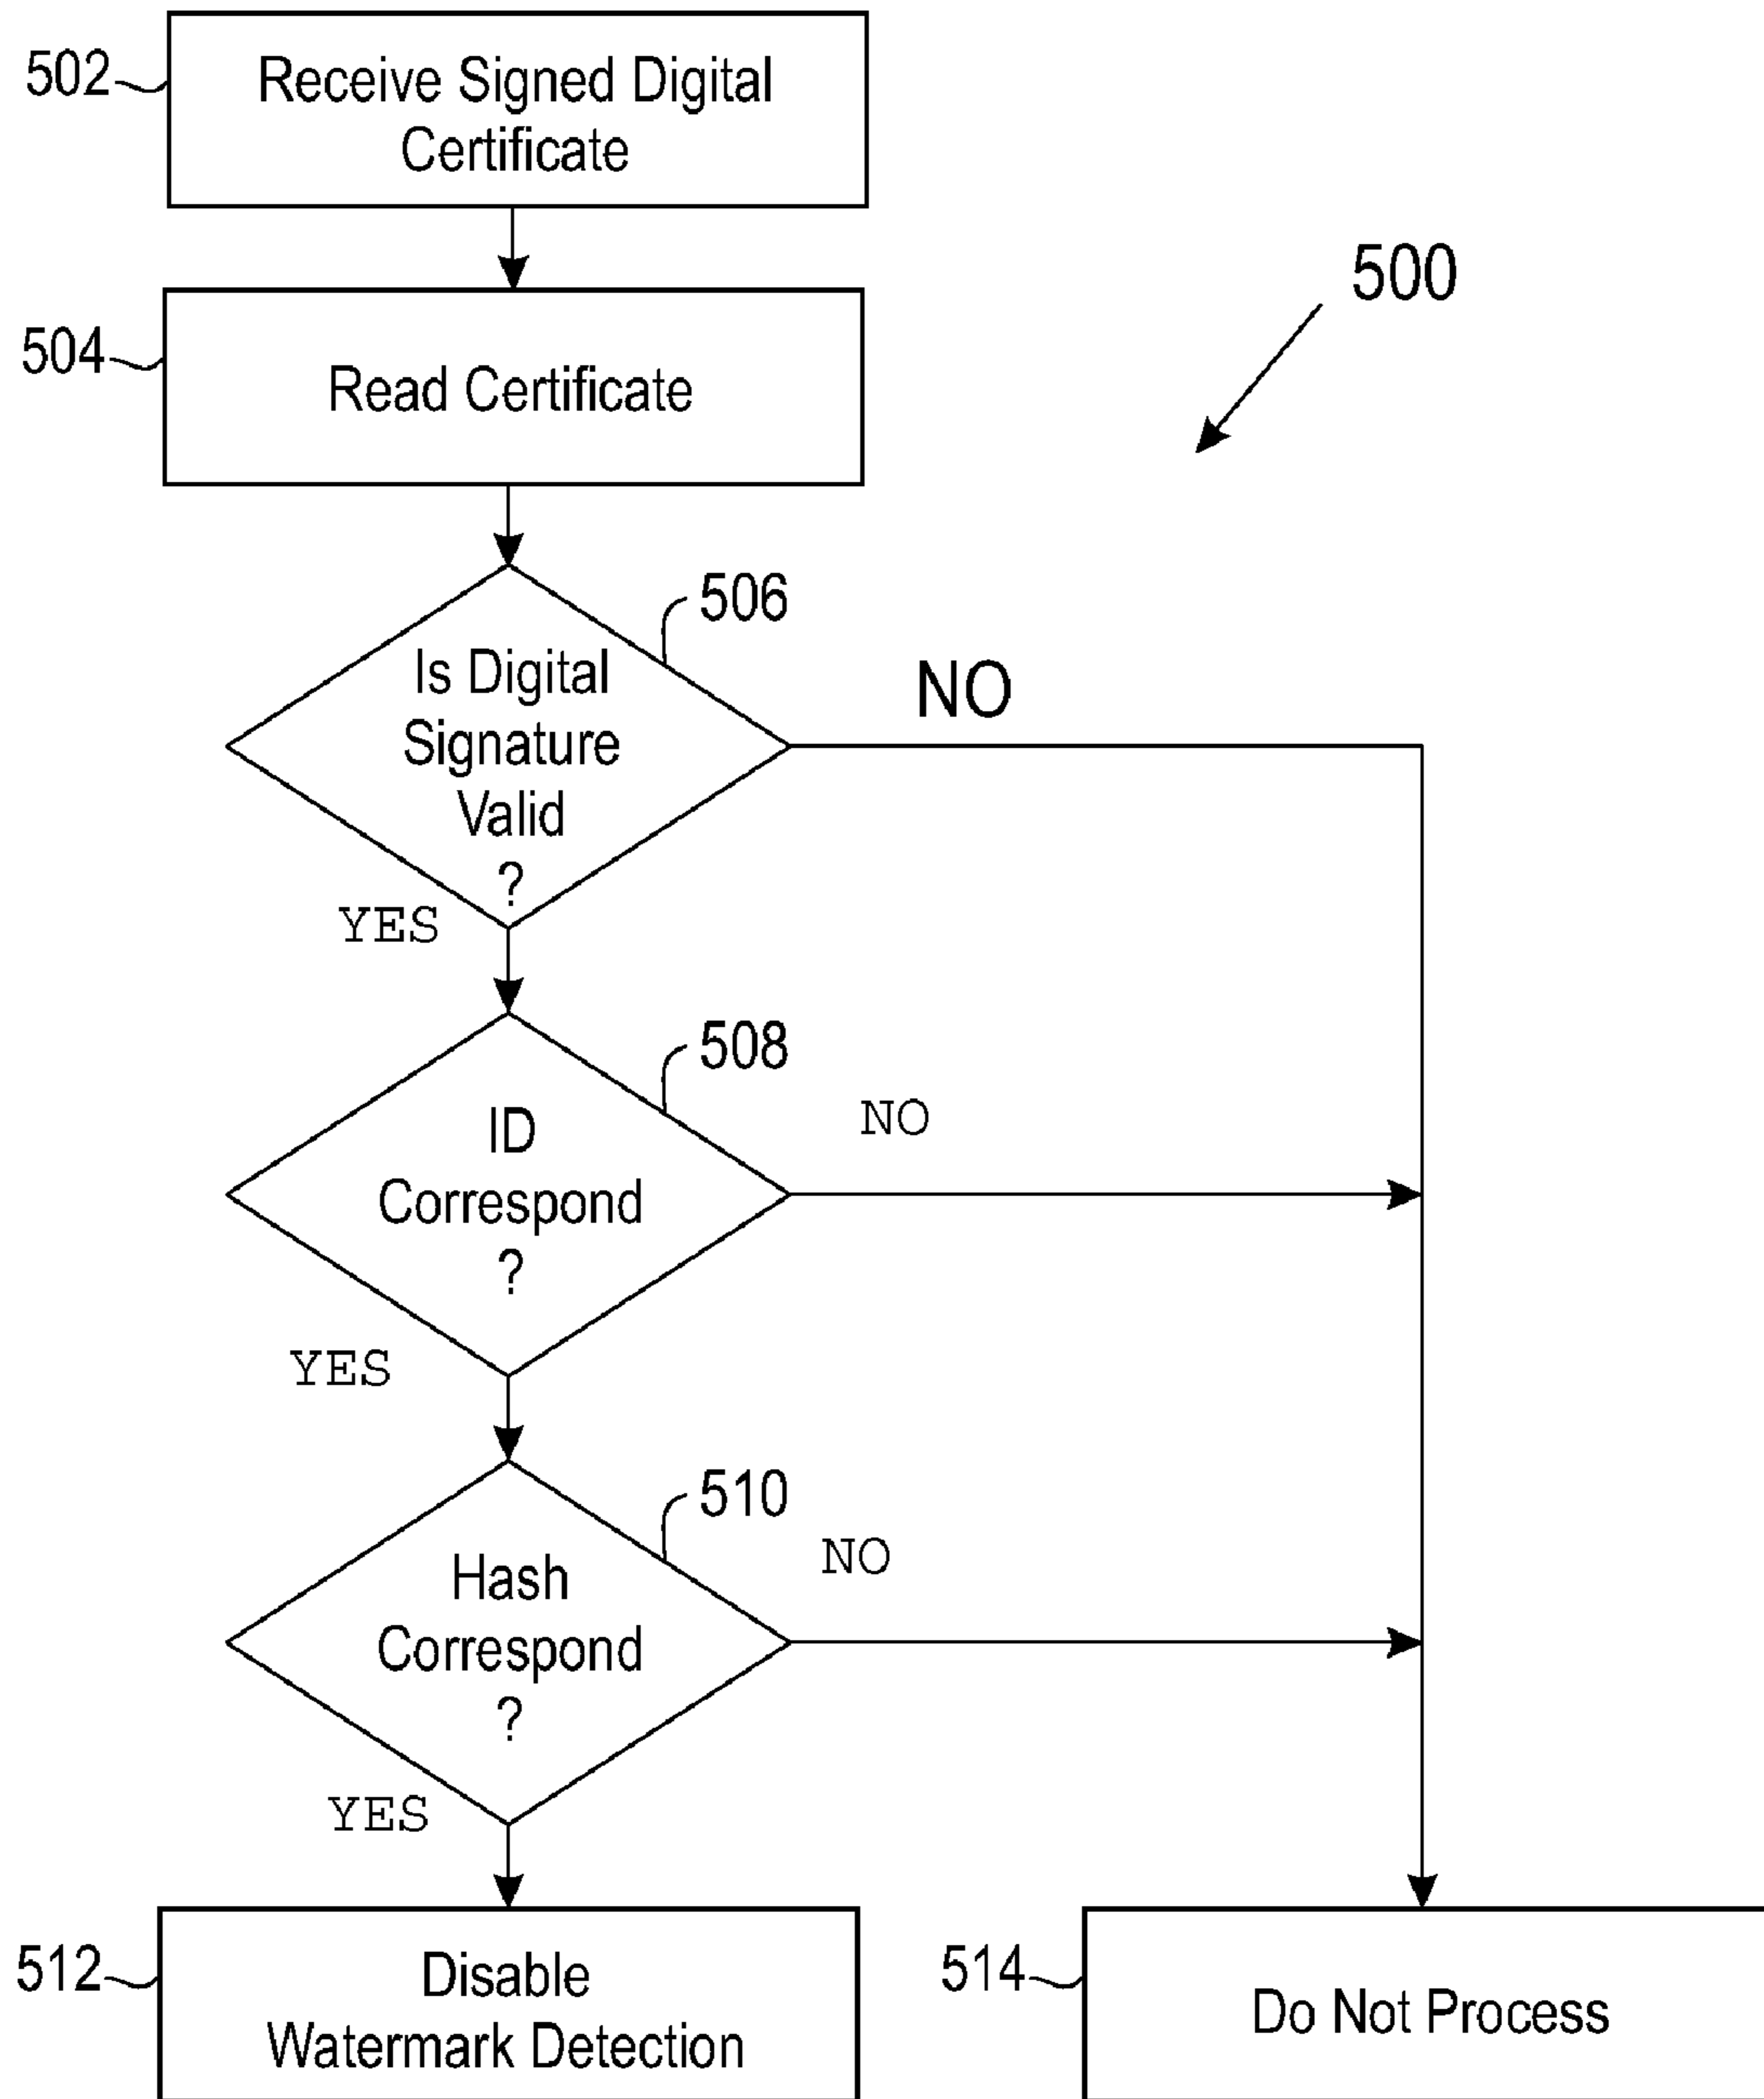 502
Receive Signed Digital
Certificate
500
504
Read Certificate
506
Is Digital
Signature
Valid
?
NO
YES
508
ID
Correspond
?
NO
YES
510
Hash
Correspond
?
NO
YES
512
Disable
Watermark Detection
514
Do Not Process